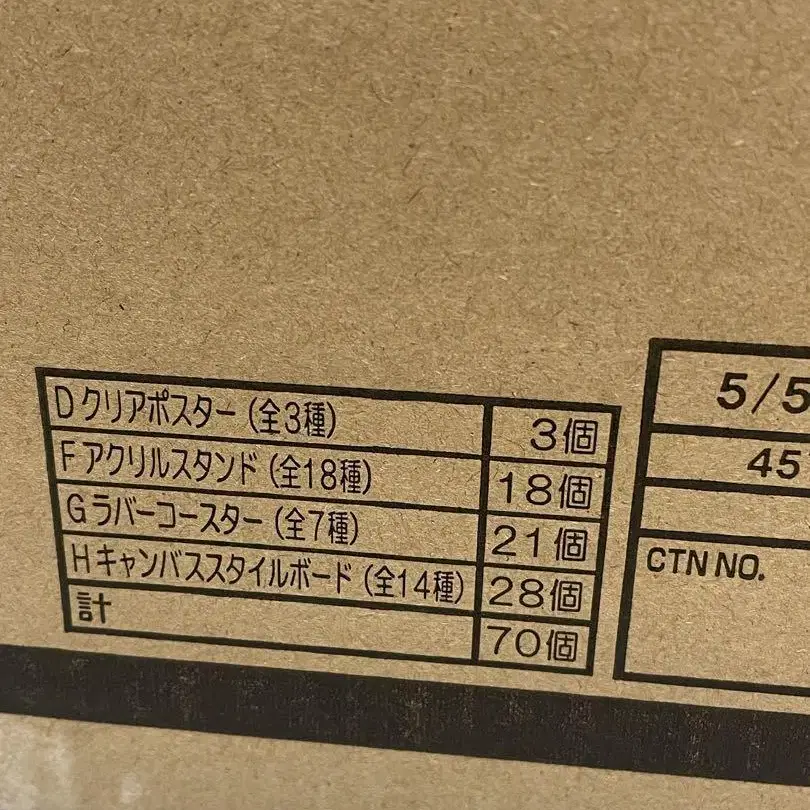 Dクリアポスター(全3種) 3個
Fアクリルスタンド(全18種) 18個
Gラバーコースター(全7種) 21個
Hキャンバススタイルボード(全14種) 28個
計 70個
5/5
45
CTN NO.